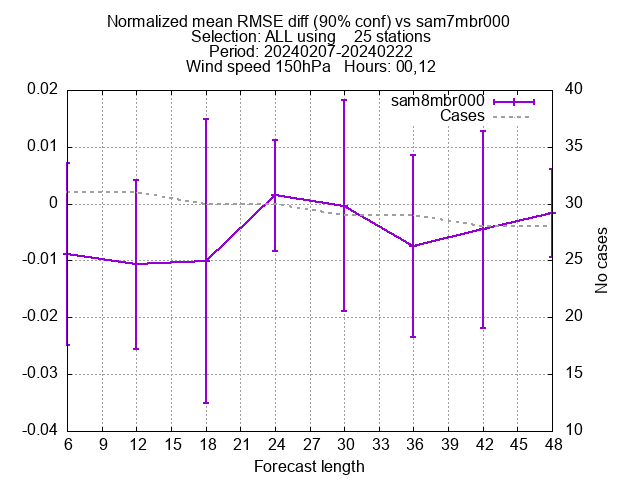 Normalized mean RMSE diff (90% conf) vs sam7mbr000
Selection: ALL using    25 stations
Period: 20240207-20240222
Wind speed 150hPa   Hours: 00,12
sam8mbr000
Cases
0.02
0.01
0
-0.01
-0.02
-0.03
-0.04
40
35
30
25
20
15
10
No cases
6 9 12 15 18 21 24 27 30 33 36 39 42 45 48
Forecast length